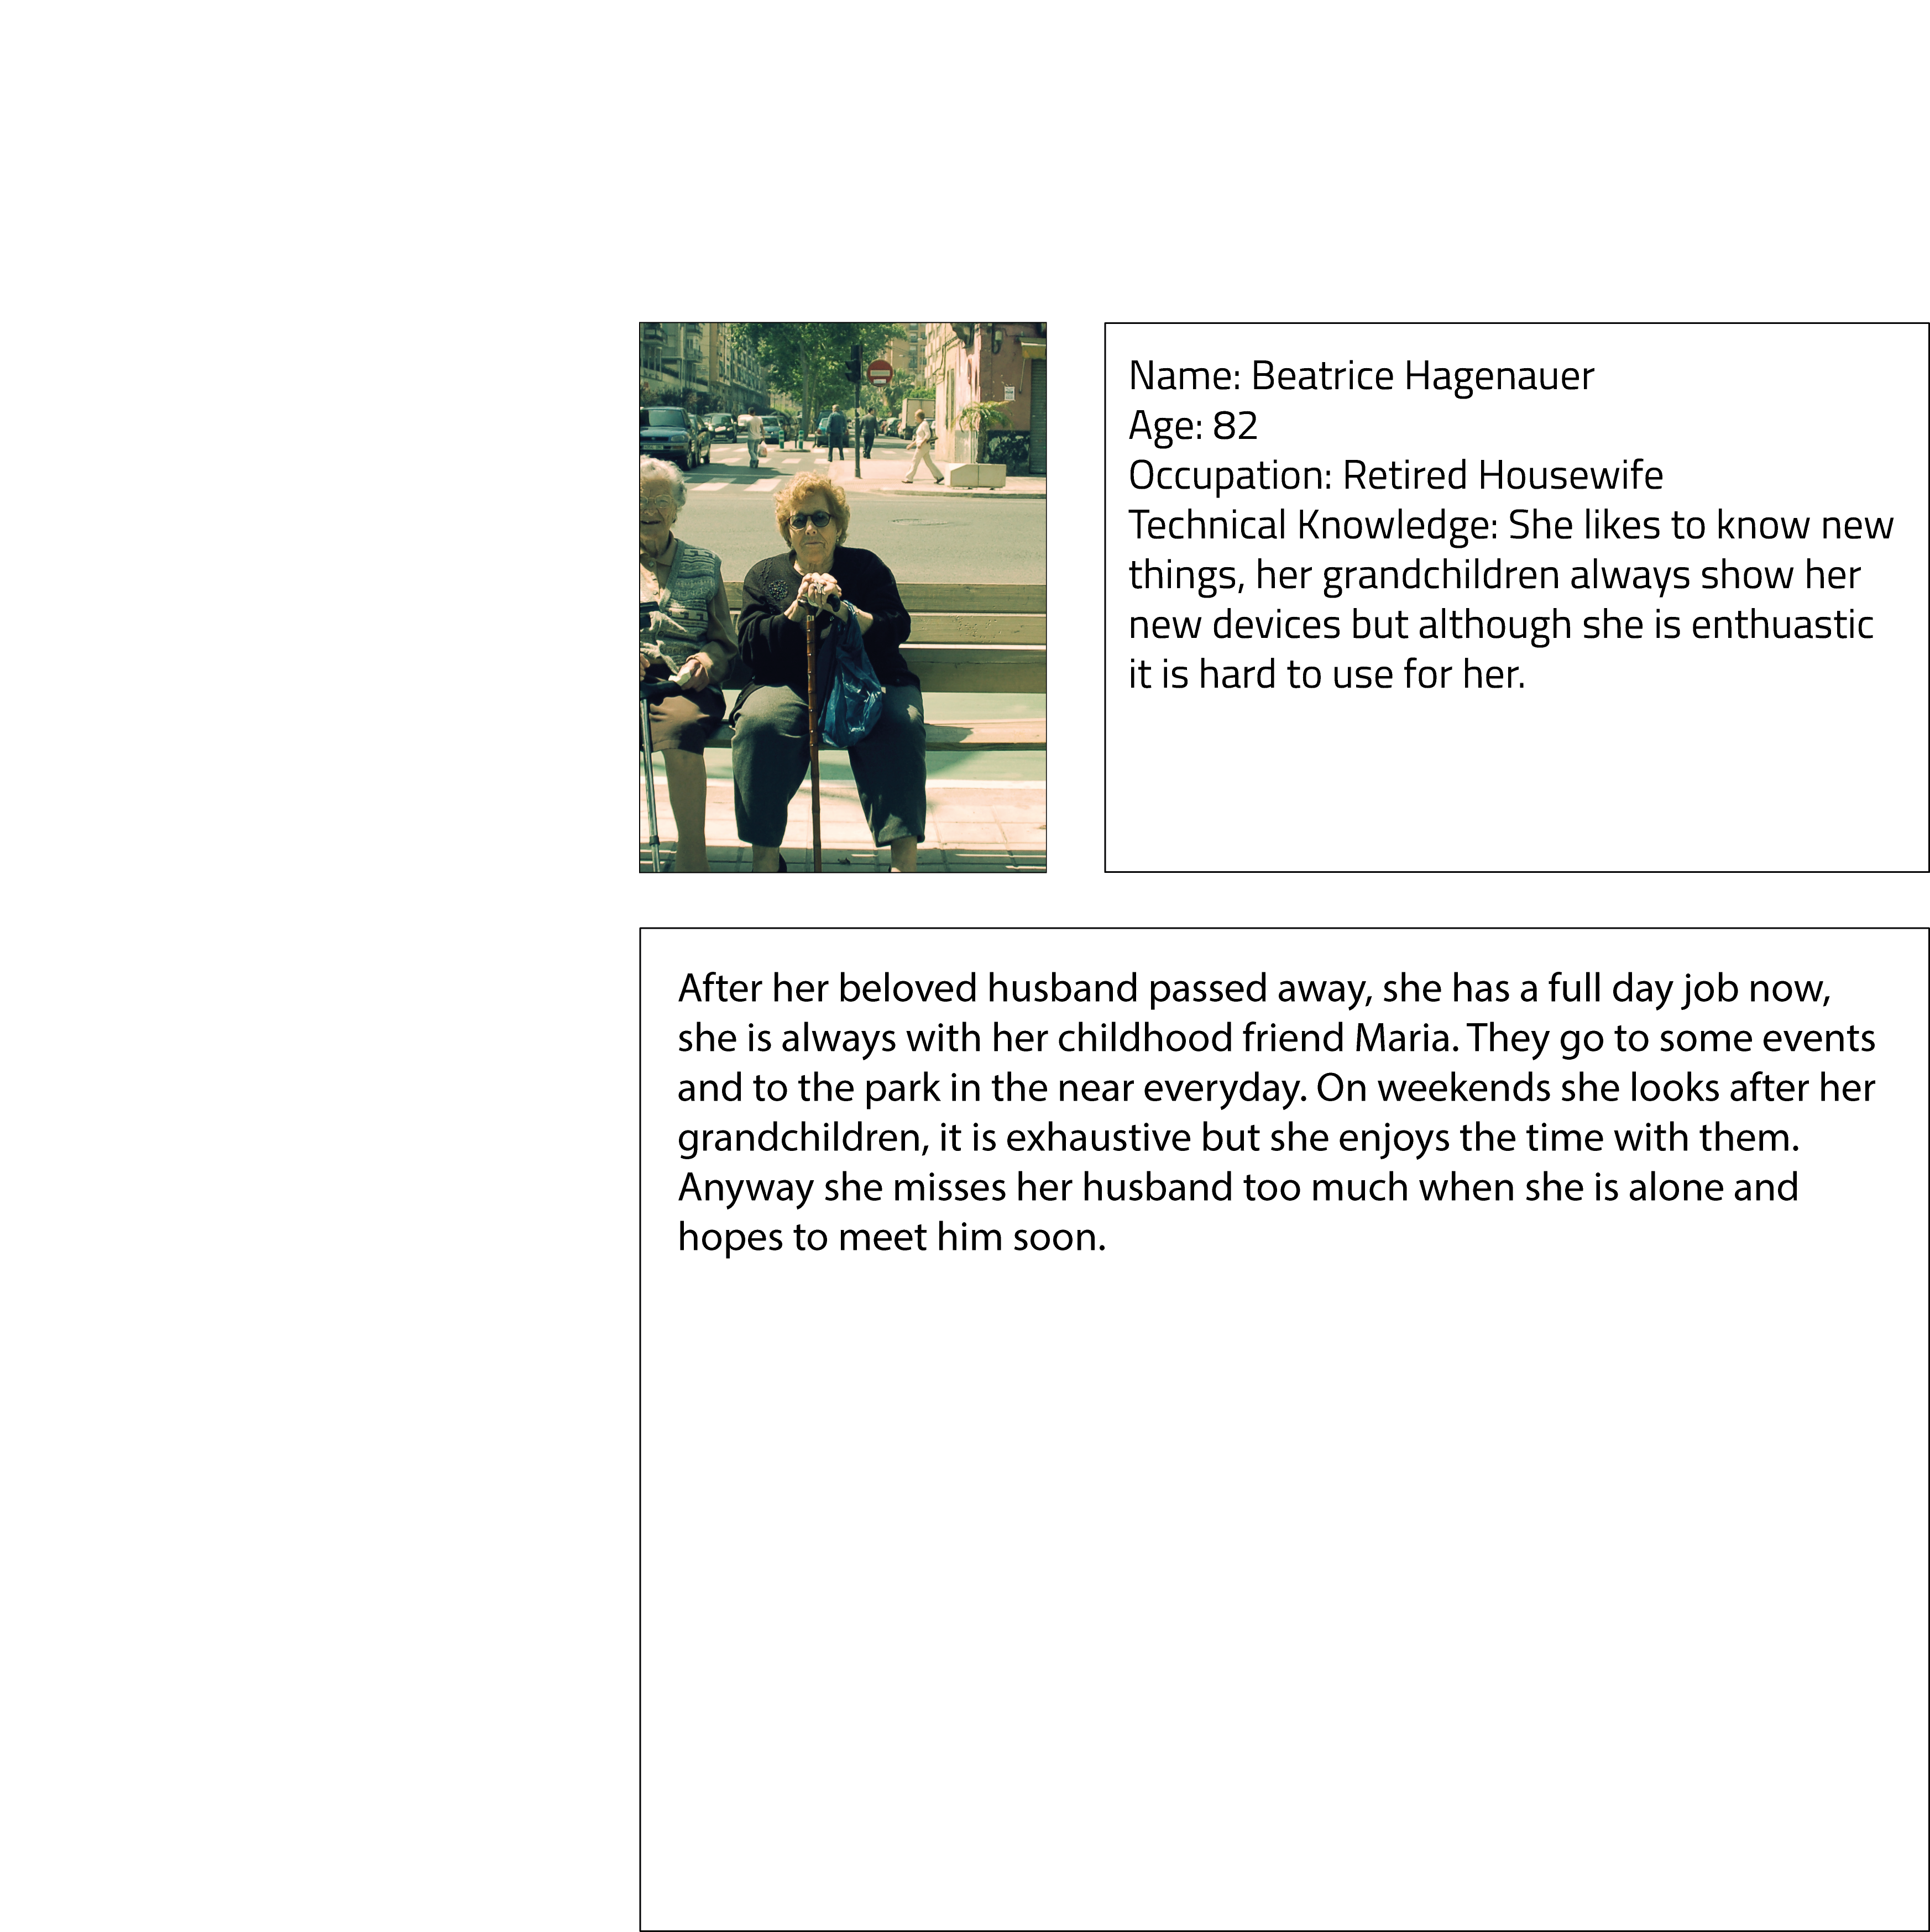 Name: Beatrice Hagenauer
Age: 82
Occupation: Retired Housewife
Technical Knowledge: She likes to know new
things, her grandchildren always show her
new devices but although she is enthuastic
it is hard to use for her.
After her beloved husband passed away, she has a full day job now,
she is always with her childhood friend Maria. They go to some events
and to the park in the near everyday. On weekends she looks after her
grandchildren, it is exhaustive but she enjoys the time with them.
Anyway she misses her husband too much when she is alone and
hopes to meet him soon.